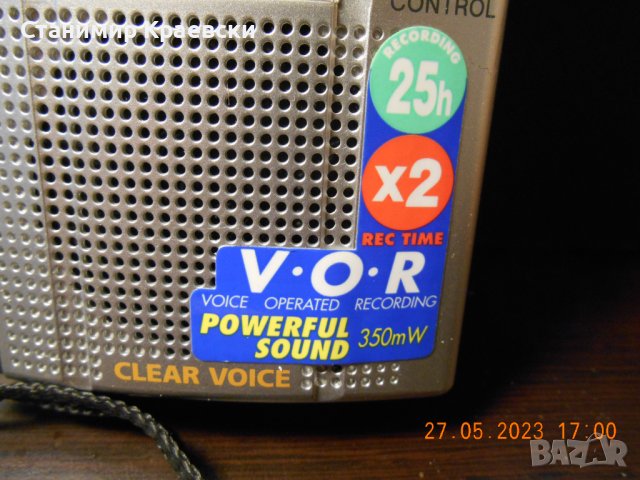 Станимир Краевски
CONTROL
RECORDING
25h
x2
REC TIME
V·O·R
VOICE OPERATED RECORDING
POWERFUL
SOUND 350mW
CLEAR VOICE
27.05.2023 17:00
BAZAR